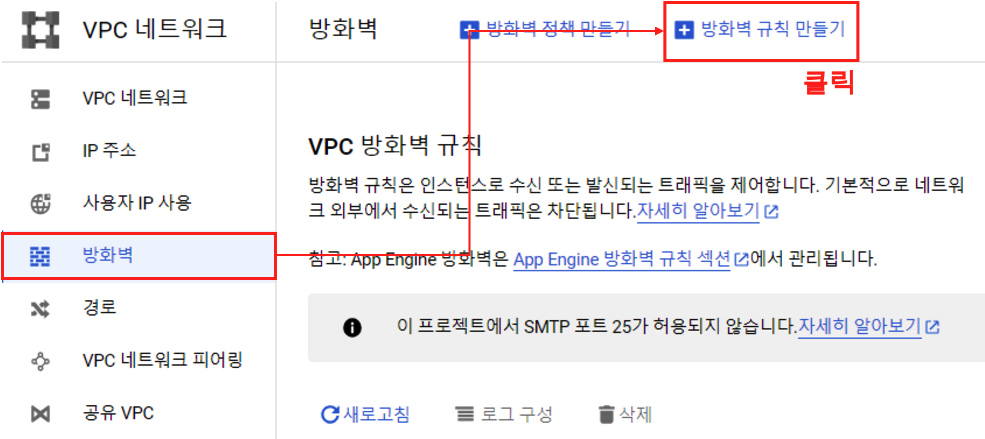 VPC 네트워크
방화벽
방화벽 정책 만들기
방화벽 규칙 만들기
클릭
VPC 네트워크
IP 주소
사용자 IP 사용
방화벽
경로
VPC 네트워크 피어링
공유 VPC
VPC 방화벽 규칙
방화벽 규칙은 인스턴스로 수신 또는 발신되는 트래픽을 제어합니다. 기본적으로 네트워
크 외부에서 수신되는 트래픽은 차단됩니다.자세히 알아보기
참고: App Engine 방화벽은 App Engine 방화벽 규칙 섹션에서 관리됩니다.
이 프로젝트에서 SMTP 포트 25가 허용되지 않습니다.자세히 알아보기
새로고침
로그 구성
삭제